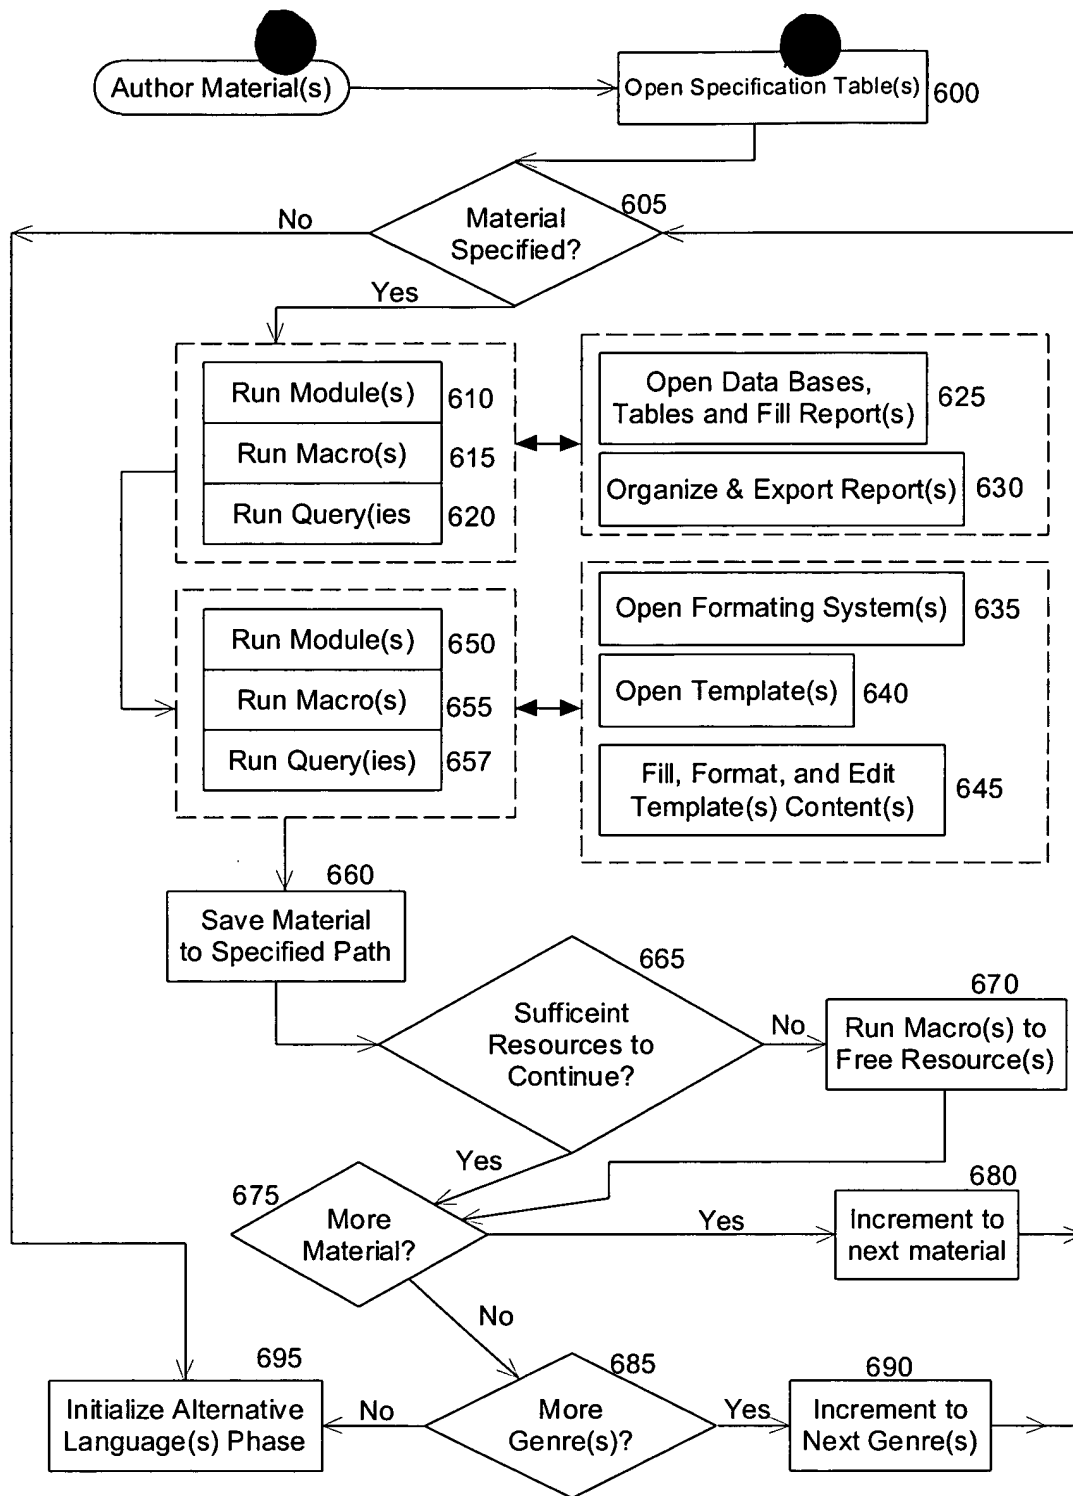 Author Material(s)
Open Specification Table(s)
600
605
Material
Specified?
No
Yes
Run Module(s)
610
Run Macro(s)
615
Run Query(ies
620
Open Data Bases,
Tables and Fill Report(s)
625
Organize & Export Report(s)
630
Run Module(s)
650
Run Macro(s)
655
Run Query(ies)
657
Open Formating System(s)
635
Open Template(s)
640
Fill, Format, and Edit
Template(s) Content(s)
645
660
Save Material
to Specified Path
665
Sufficeint
Resources to
Continue?
No
670
Run Macro(s) to
Free Resource(s)
Yes
675
More
Material?
Yes
680
Increment to
next material
No
685
More
Genre(s)?
Yes
690
Increment to
Next Genre(s)
No
695
Initialize Alternative
Language(s) Phase